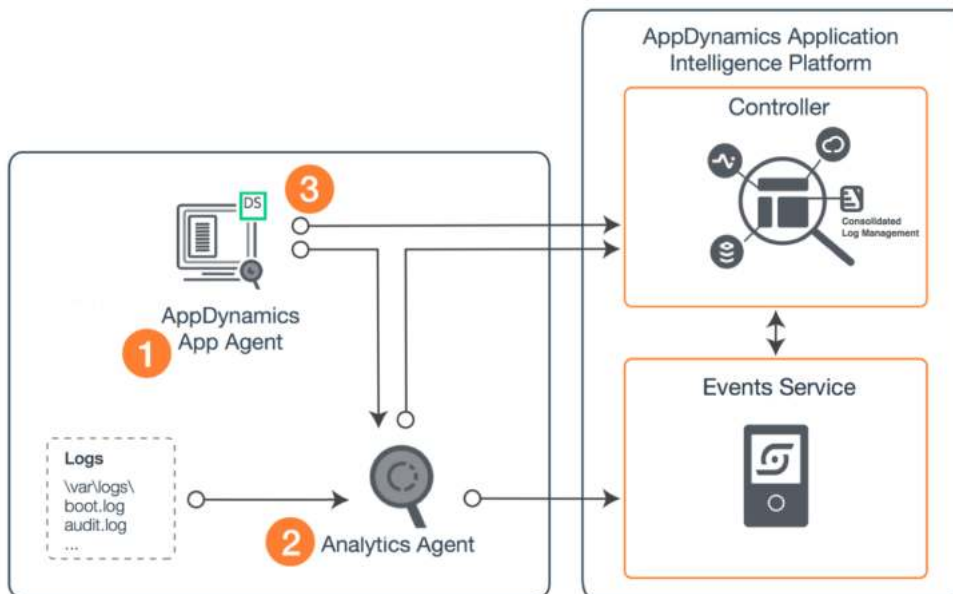 AppDynamics Application
Intelligence Platform
Controller
Consolidated
Log Management
3
DS
AppDynamics
App Agent
1
Events Service
Logs
\var\logs\
boot.log
audit.log
...
2
Analytics Agent